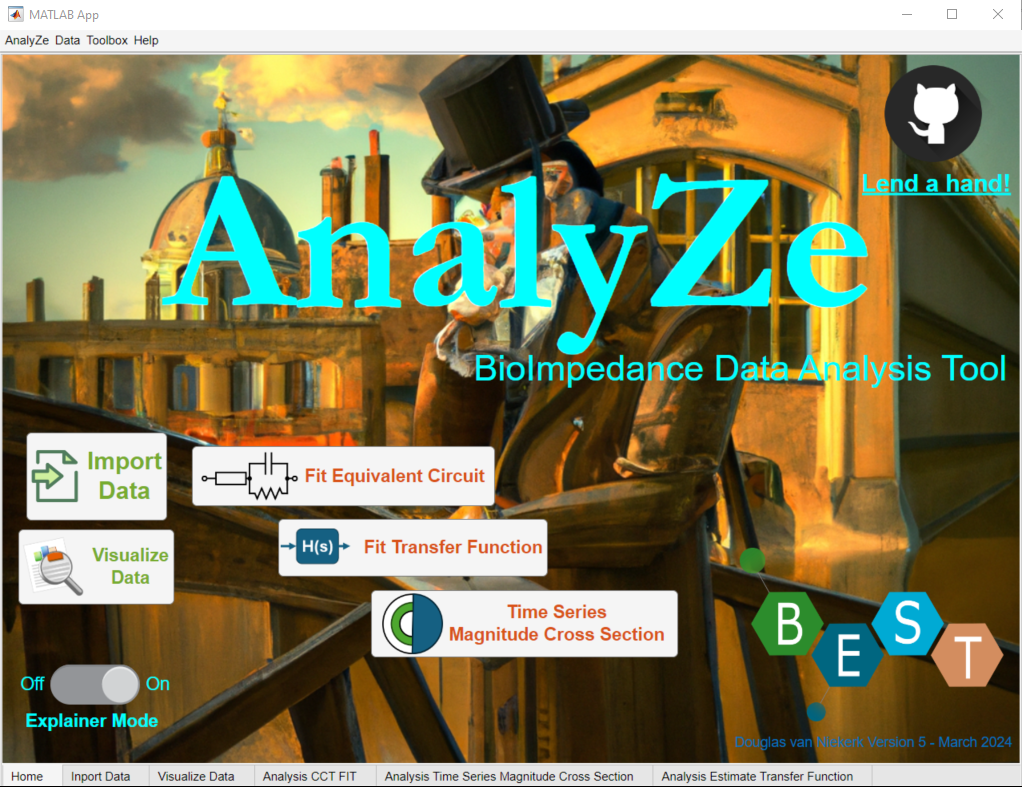 MATLAB App
AnalyZe Data Toolbox Help
Lend a hand!
AnalyZe
BioImpedance Data Analysis Tool
Import
Data
Fit Equivalent Circuit
H(s)
Fit Transfer Function
Visualize
Data
Time Series
Magnitude Cross Section
BEST
Off On
Explainer Mode
Douglas van Niekerk Version 5 - March 2024
Home Inport Data Visualize Data Analysis CCT FIT Analysis Time Series Magnitude Cross Section Analysis Estimate Transfer Function